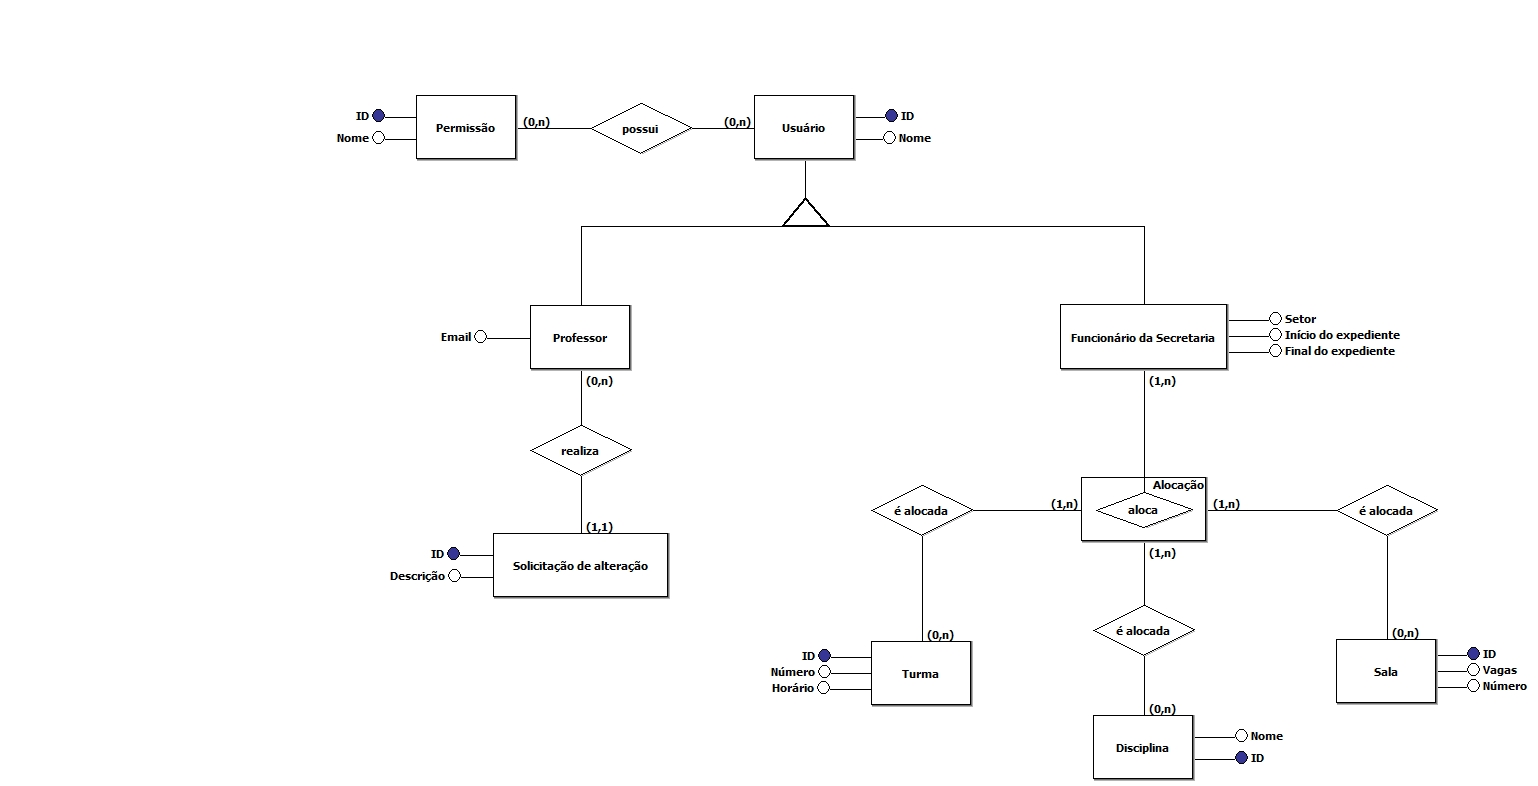 ID
Nome
Permissão
(0,n)
possui
(0,n)
Usuário
ID
Nome
Email
Professor
(0,n)
Funcionário da Secretaria
(1,n)
Setor
Início do expediente
Final do expediente
realiza
(1,1)
ID
Descrição
Solicitação de alteração
é alocada
(1,n)
Alocação
aloca
(1,n)
é alocada
(1,n)
é alocada
(0,n)
ID
Número
Horário
Turma
(0,n)
Sala
ID
Vagas
Número
(0,n)
Disciplina
Nome
ID